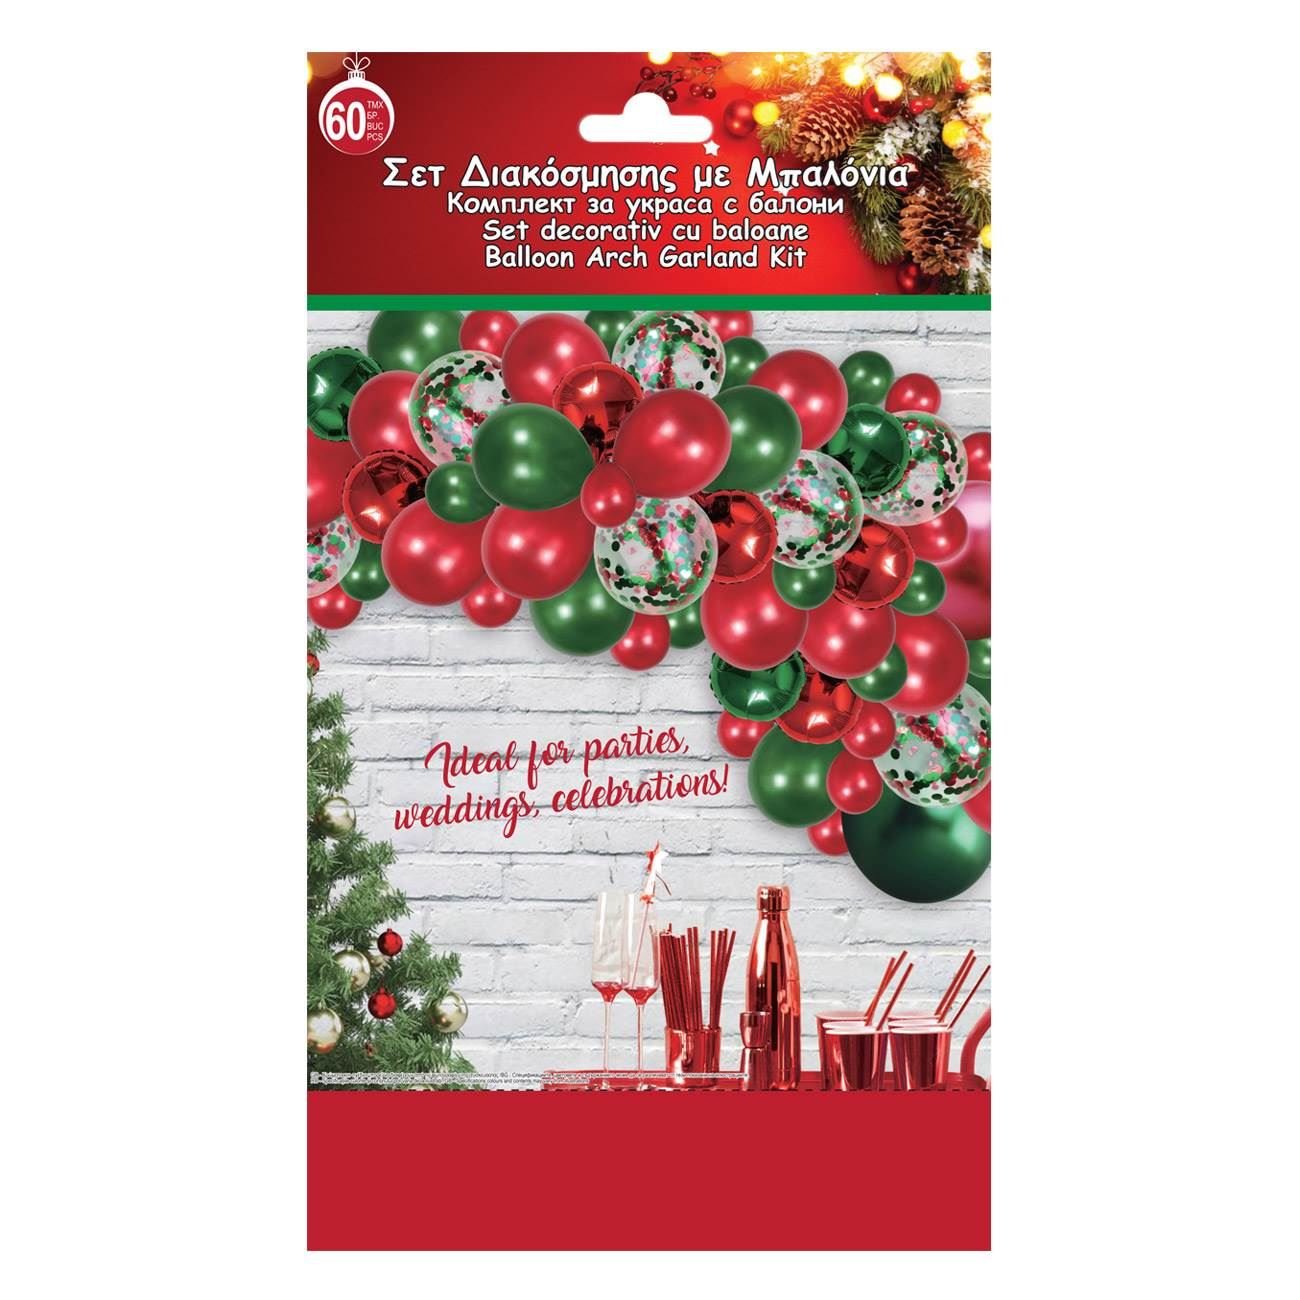 60
ΤΜΧ
БР.
BUC
PCS
Σετ Διακόσμησης με Μπαλόνια
Комплект за украса с балони
Set decorativ cu baloane
Balloon Arch Garland Kit
Ideal for parties,
weddings, celebrations!